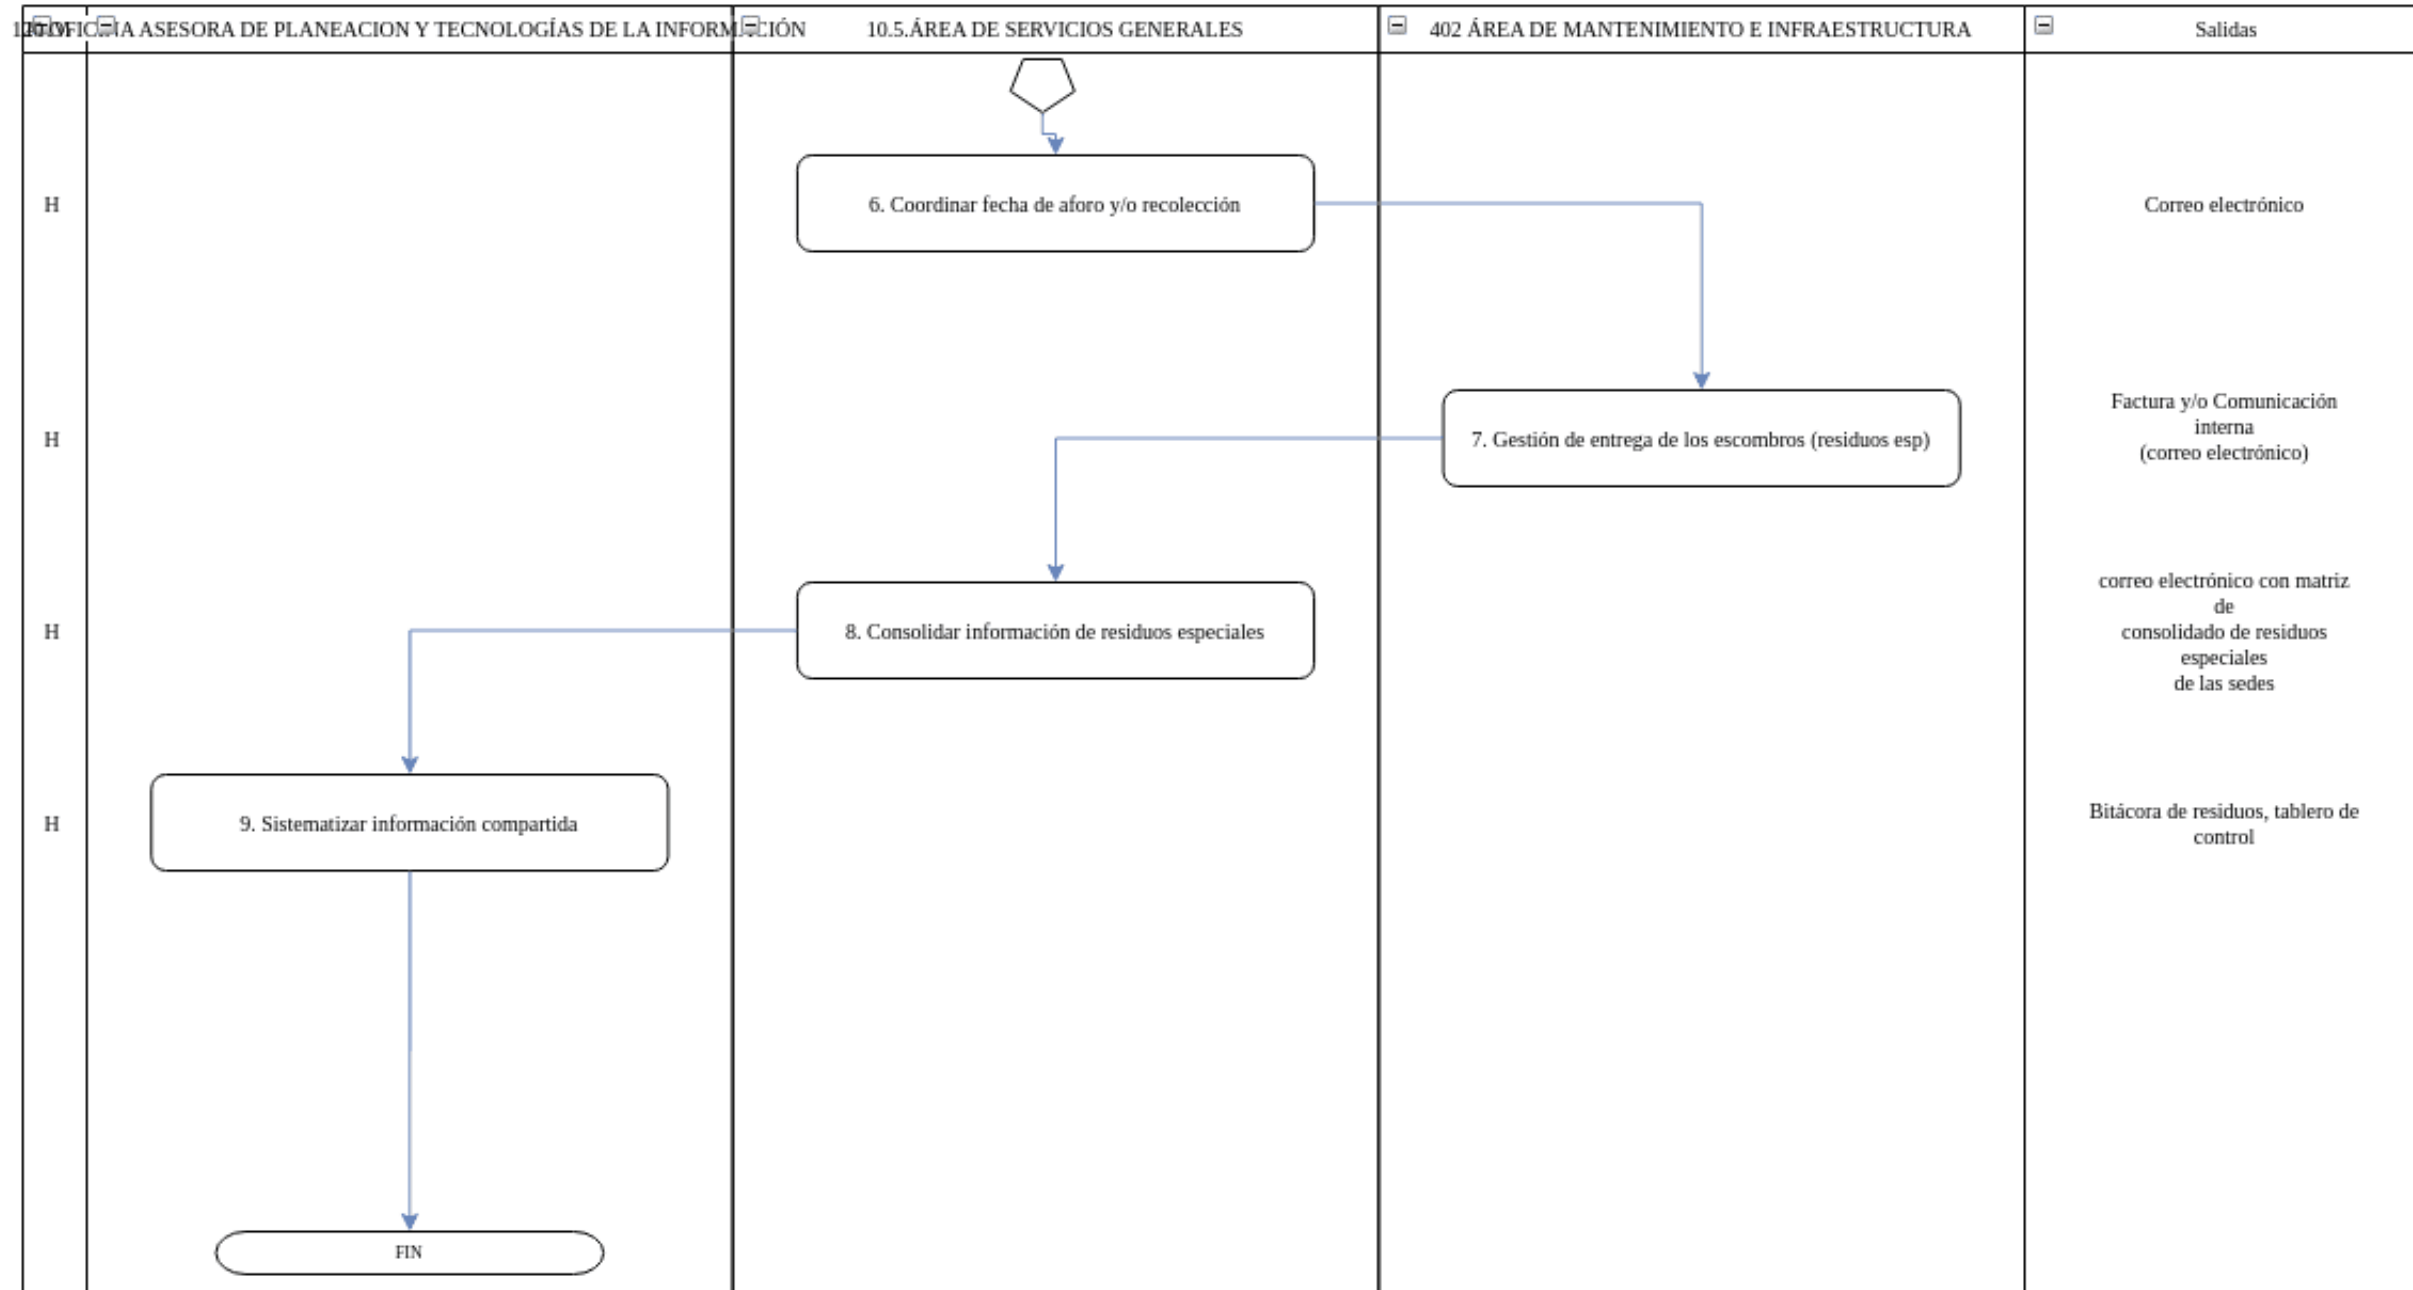 OFICINA ASESORA DE PLANEACION Y TECNOLOGÍAS DE LA INFORMACIÓN
10.5.ÁREA DE SERVICIOS GENERALES
402 ÁREA DE MANTENIMIENTO E INFRAESTRUCTURA
Salidas
H
6. Coordinar fecha de aforo y/o recolección
Correo electrónico
H
7. Gestión de entrega de los escombros (residuos esp)
Factura y/o Comunicación
interna
(correo electrónico)
H
8. Consolidar información de residuos especiales
correo electrónico con matriz
de
consolidado de residuos
especiales
de las sedes
H
9. Sistematizar información compartida
Bitácora de residuos, tablero de
control
FIN